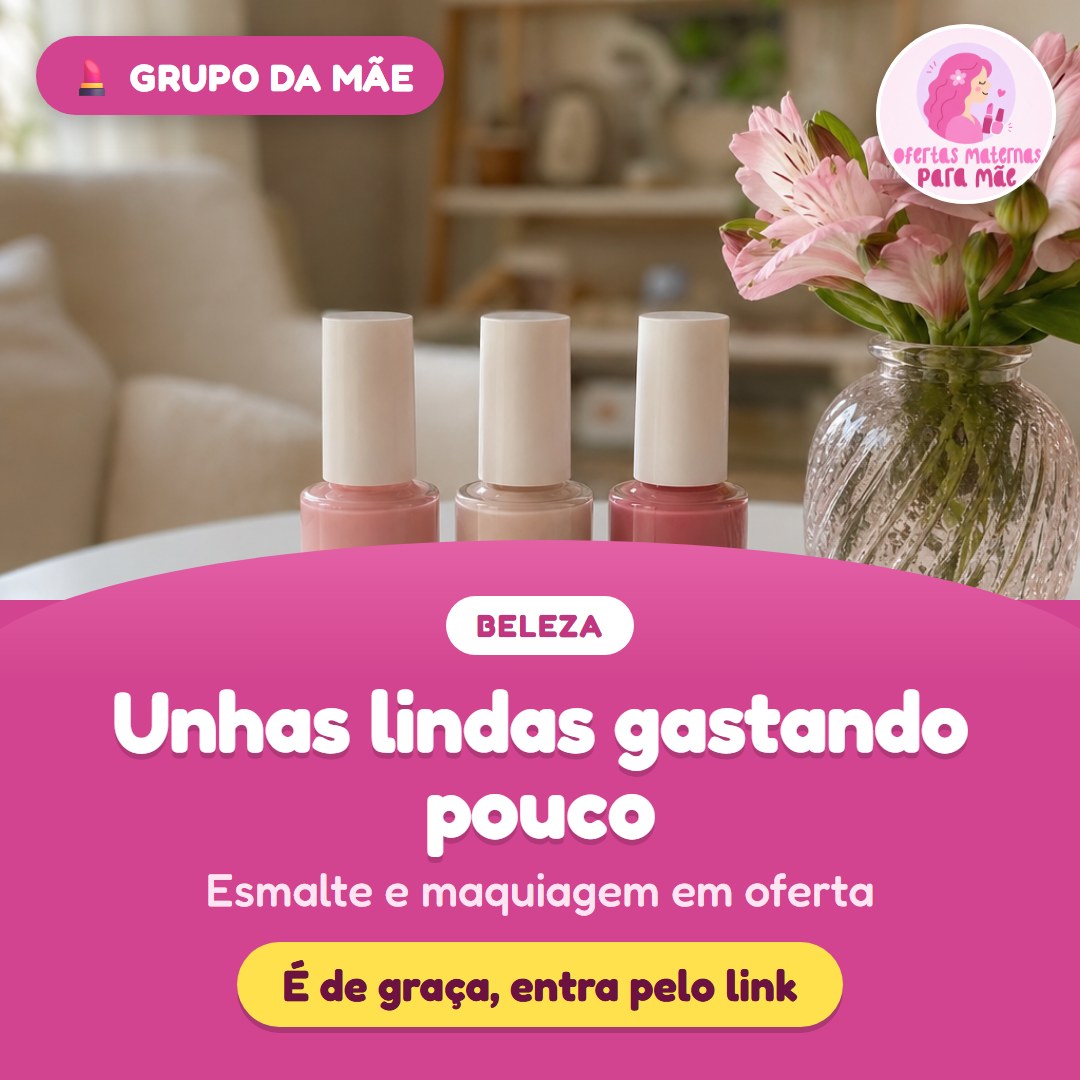 GRUPO DA MÃE
Ofertas maternas
para mãe
BELEZA
Unhas lindas gastando
pouco
Esmalte e maquiagem em oferta
É de graça, entra pelo link